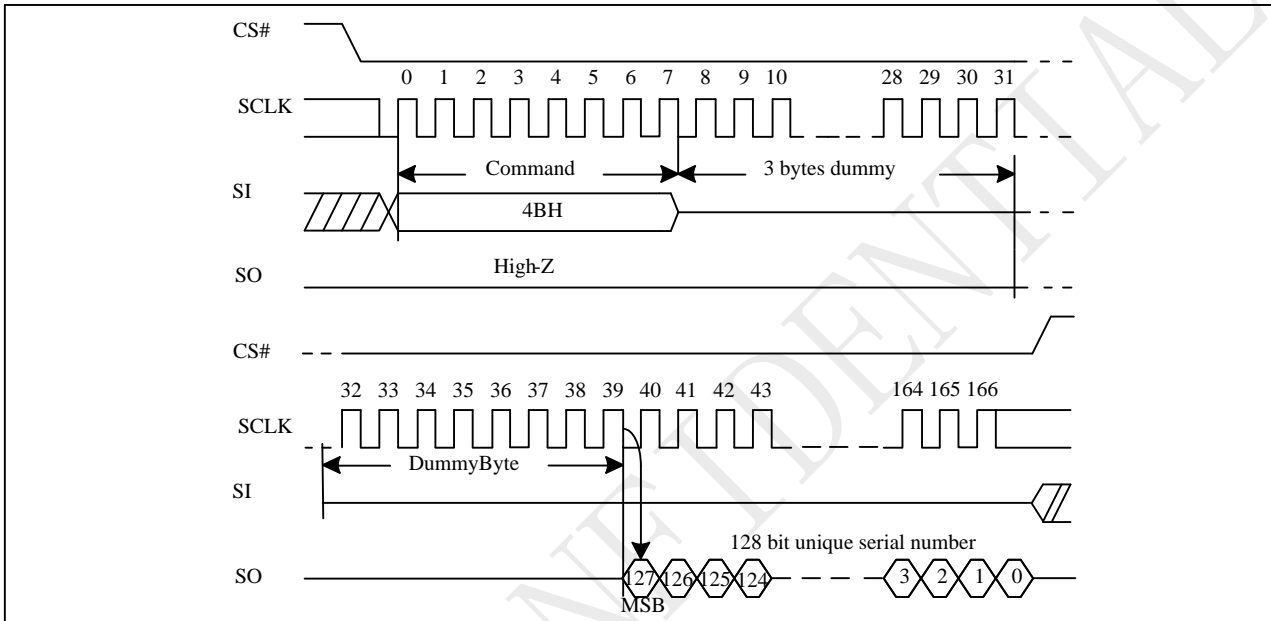 CS#
0 1 2 3 4 5 6 7 8 9 10 28 29 30 31
SCLK
Command 3 bytes dummy
SI
4BH
High-Z
SO
CS#
32 33 34 35 36 37 38 39 40 41 42 43 164 165 166
SCLK
DummyByte
SI
128 bit unique serial number
SO 127 126 125 124 3 2 1 0
MSB